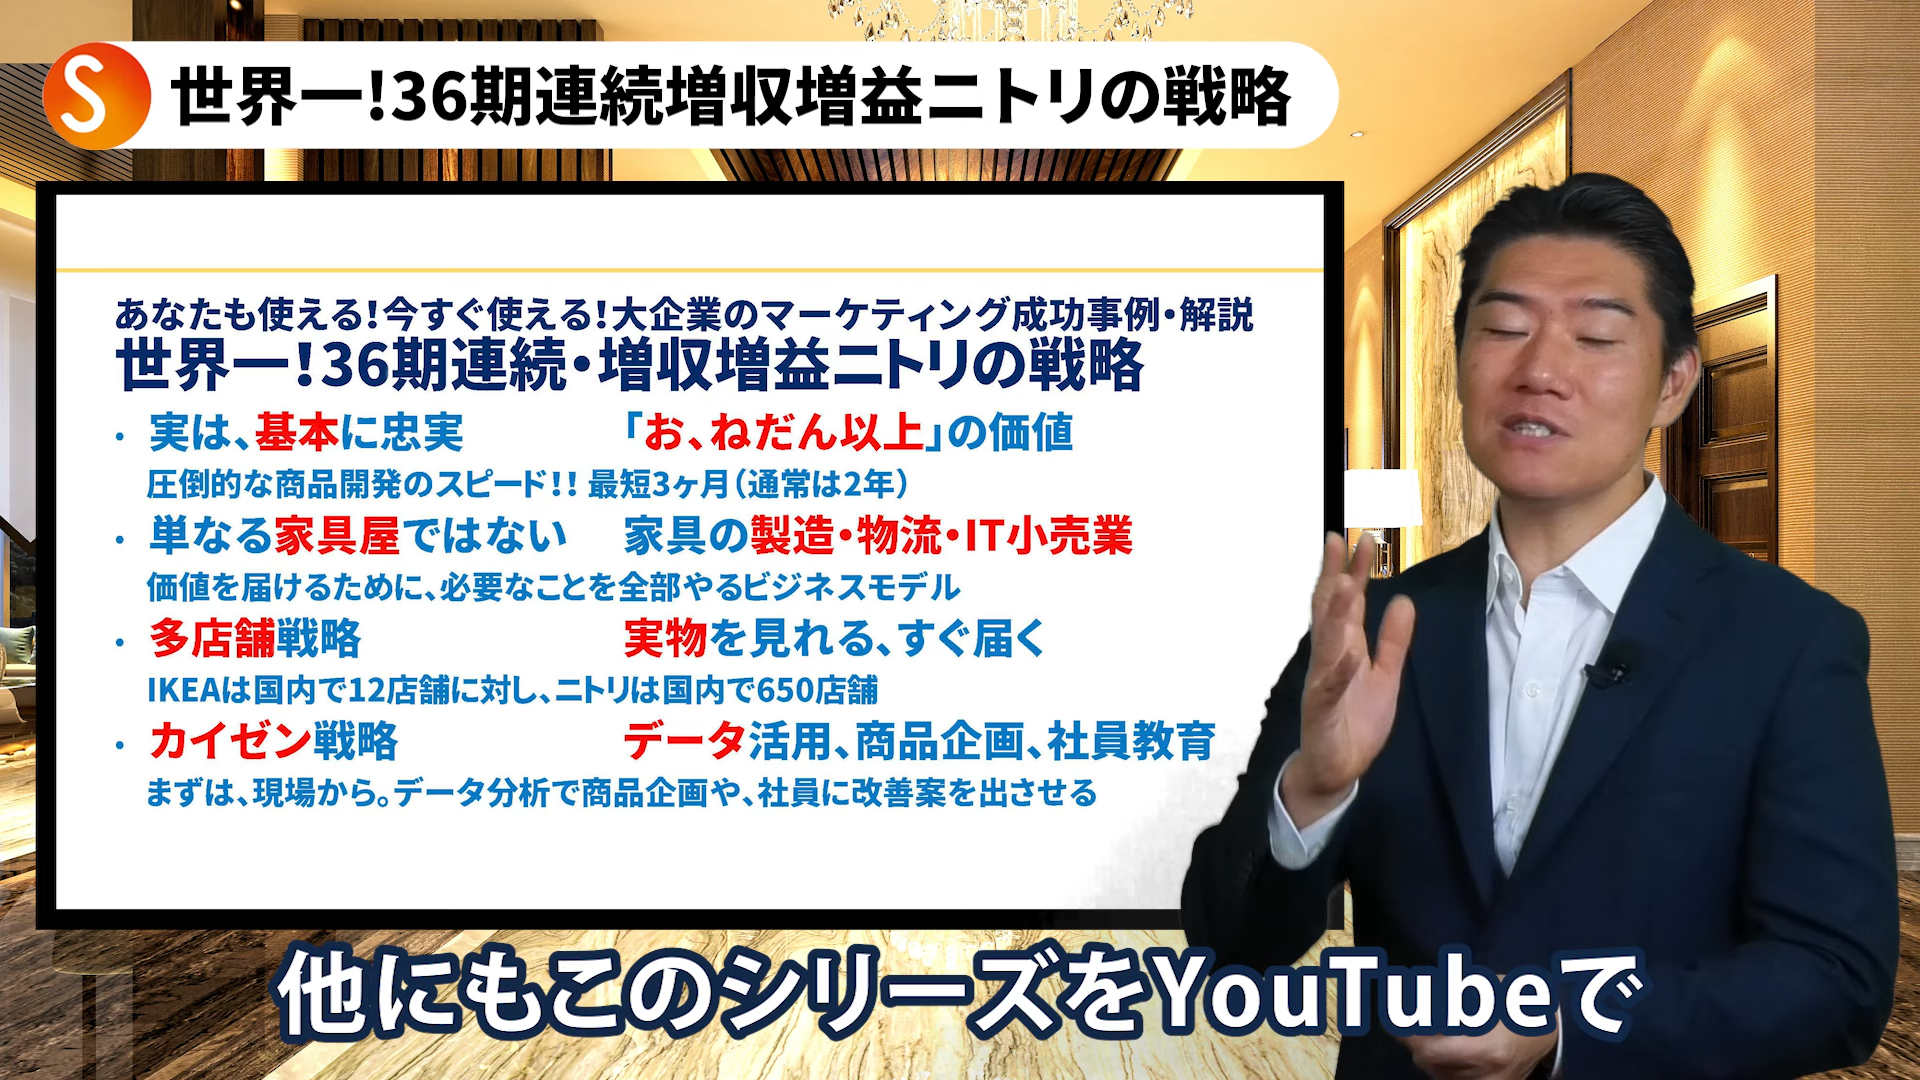 S
世界一!36期連続増収増益ニトリの戦略
あなたも使える!今すぐ使える!大企業のマーケティング成功事例・解説
世界一!36期連続・増収増益ニトリの戦略
・ 実は、基本に忠実 「お、ねだん以上」の価値
圧倒的な商品開発のスピード!! 最短3ヶ月(通常は2年)
・ 単なる家具屋ではない 家具の製造・物流・IT小売業
価値を届けるために、必要なことを全部やるビジネスモデル
・ 多店舗戦略 実物を見れる、すぐ届く
IKEAは国内で12店舗に対し、ニトリは国内で650店舗
・ カイゼン戦略 データ活用、商品企画、社員教育
まずは、現場から。データ分析で商品企画や、社員に改善案を出させる
他にもこのシリーズをYouTubeで